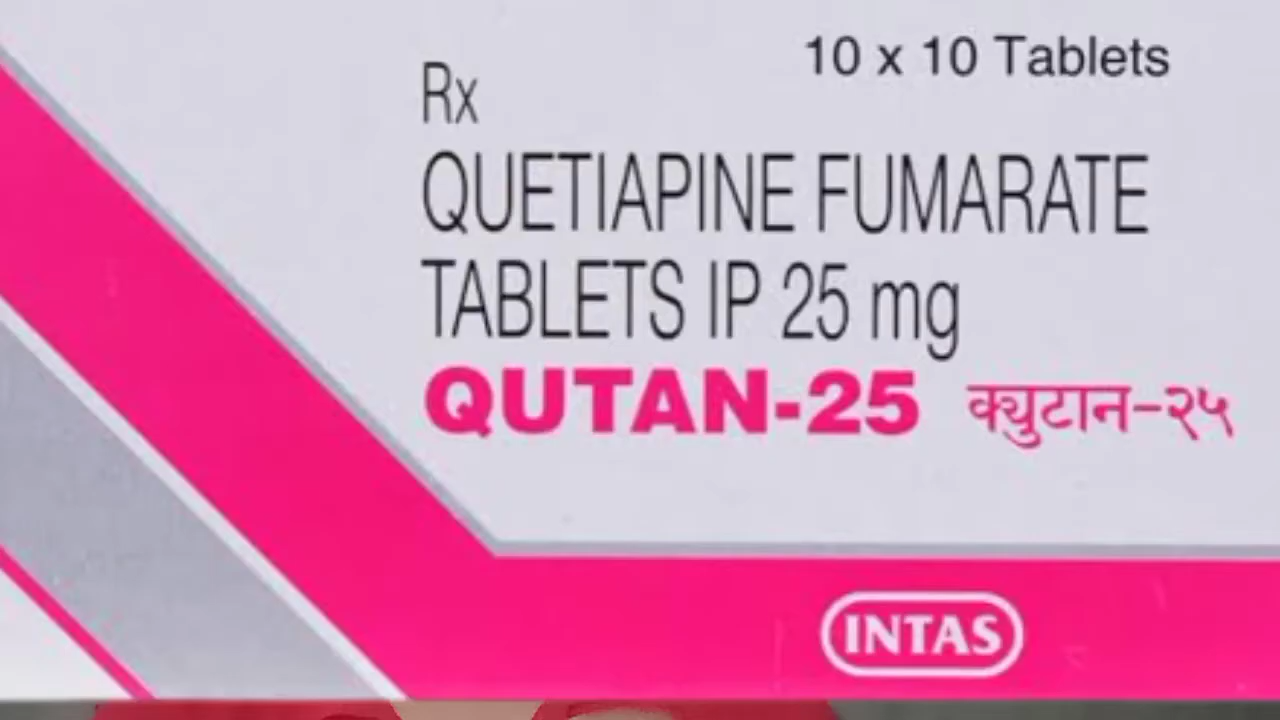 10 x 10 Tablets
Rx
QUETIAPINE FUMARATE
TABLETS IP 25 mg
QUTAN-25 क्युटान-२५
INTAS